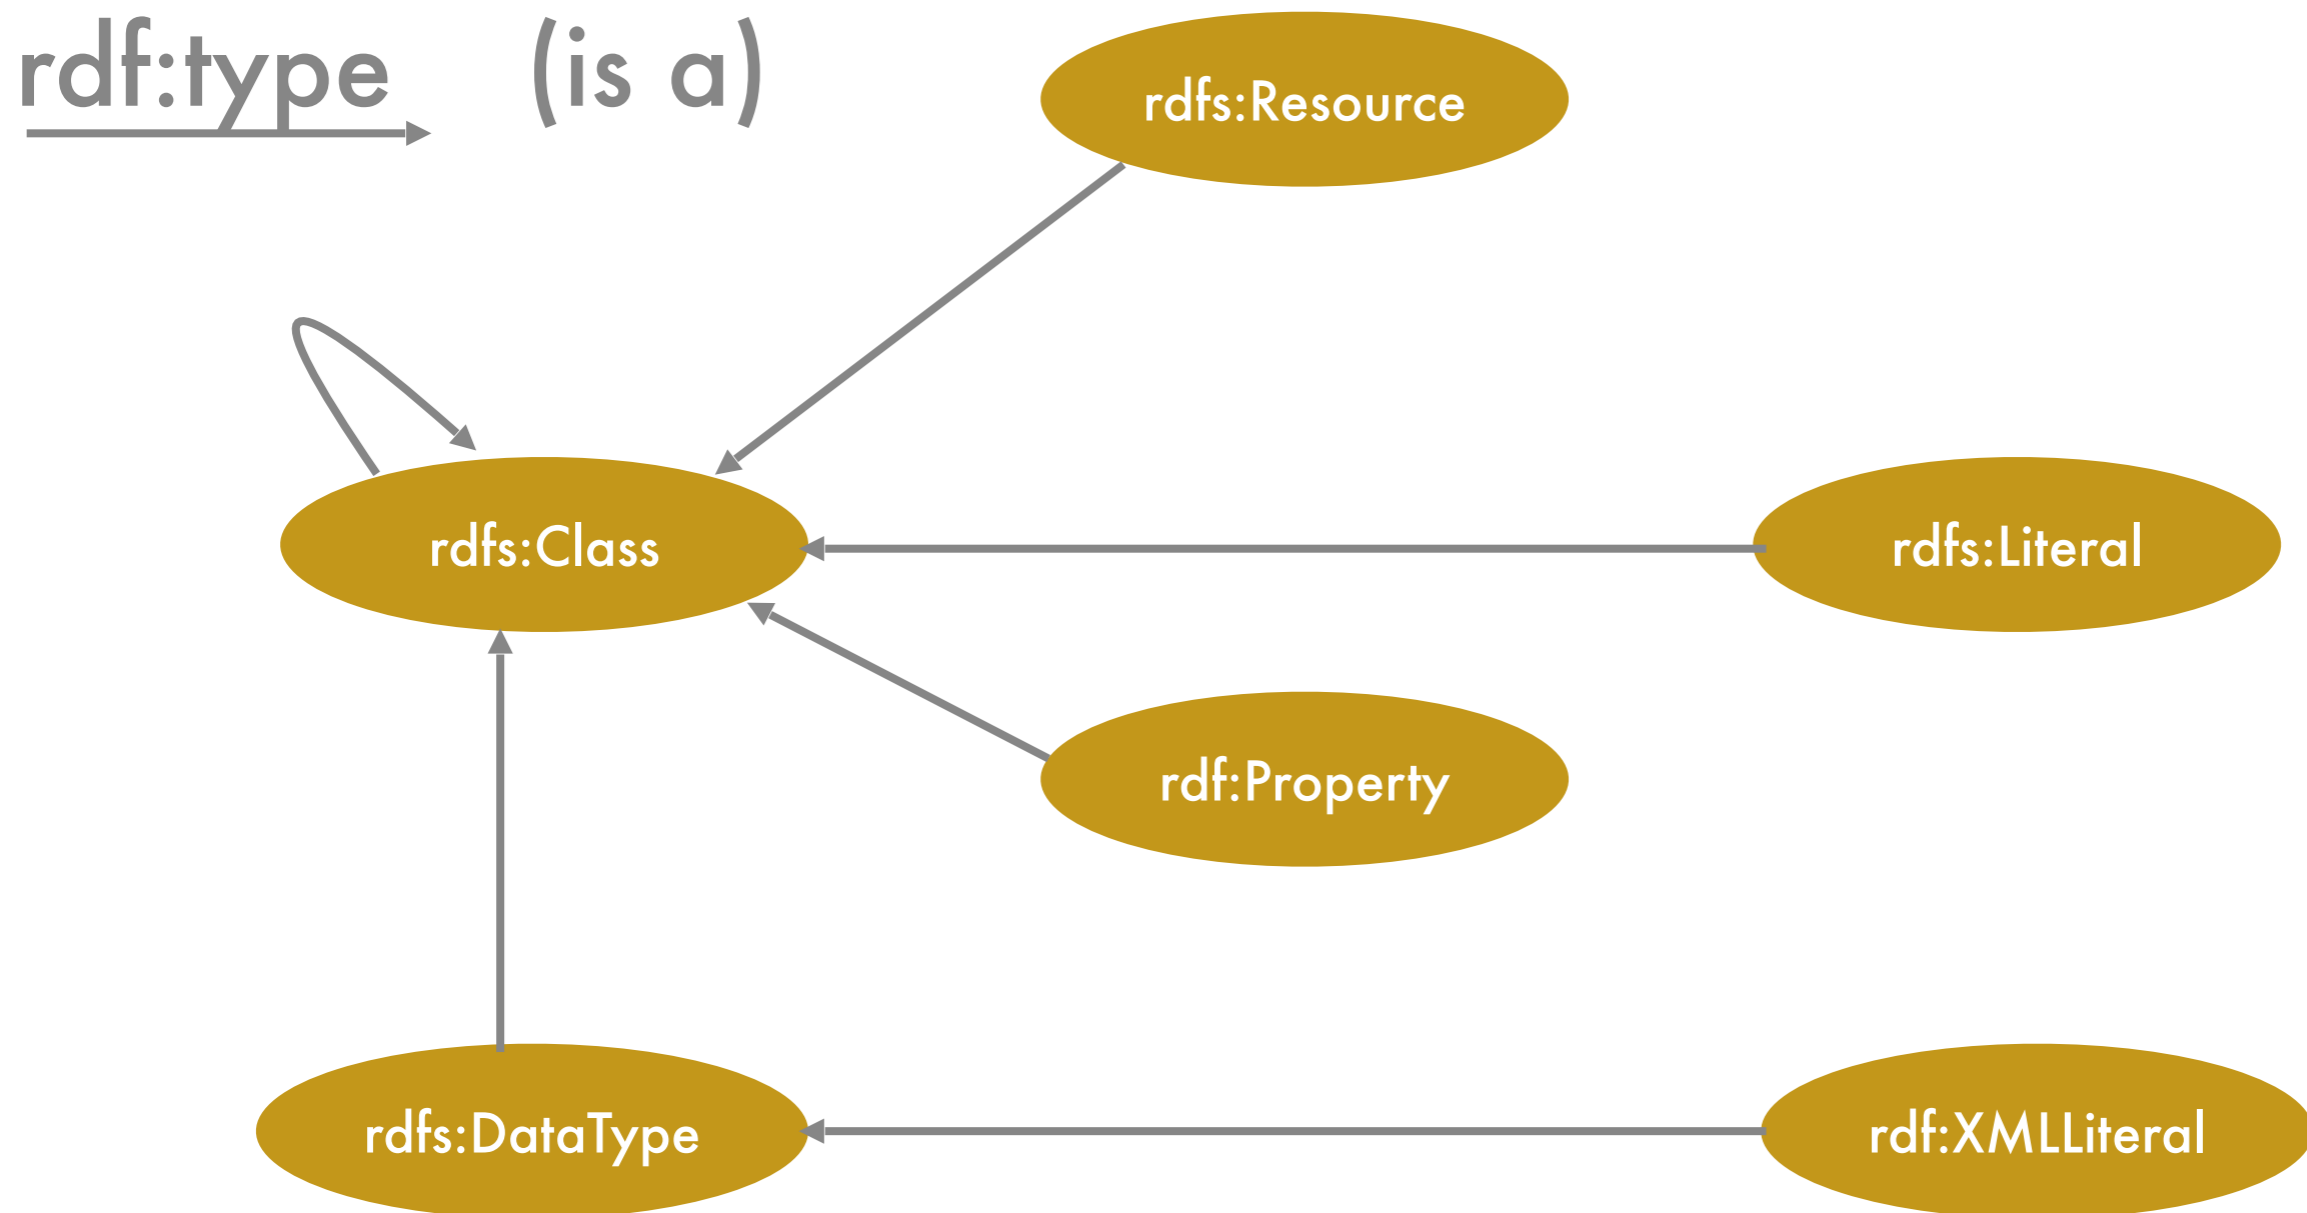 rdf:type (is a)
rdfs:Resource
rdfs:Class
rdfs:Literal
rdf:Property
rdfs:DataType
rdf:XMLLiteral